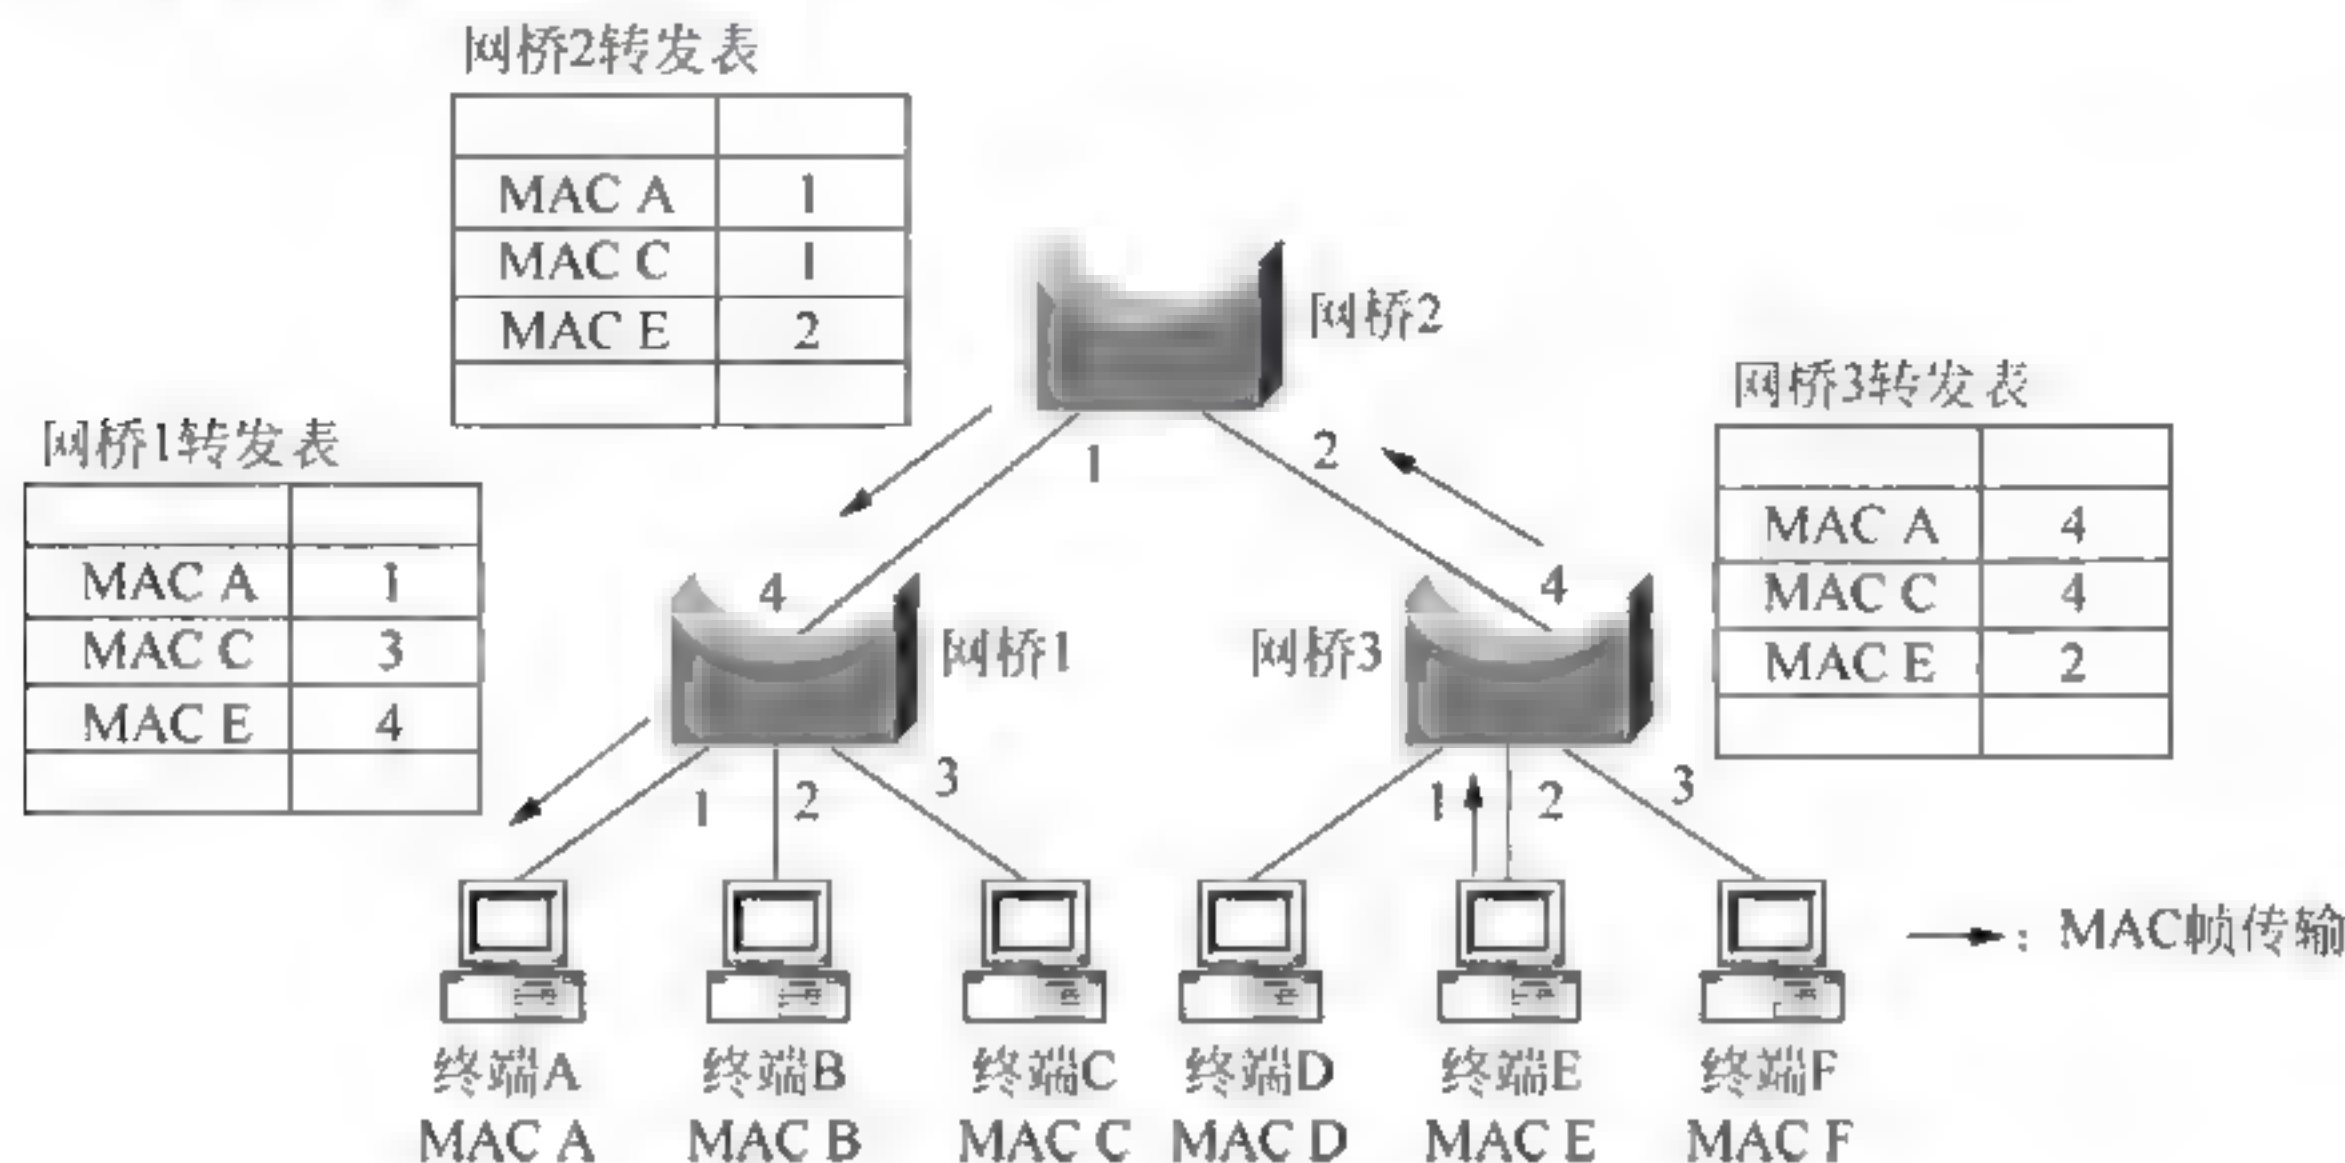 网桥2转发表
MAC A 1
MAC C 1
MAC E 2
网桥2
1
2
网桥1转发表
MAC A 1
MAC C 3
MAC E 4
网桥3转发表
MAC A 4
MAC C 4
MAC E 2
4
网桥1
网桥3
4
1
2
3
1
2
3
: MAC帧传输
终端A
MAC A
终端B
MAC B
终端C
MAC C
终端D
MAC D
终端E
MAC E
终端F
MAC F